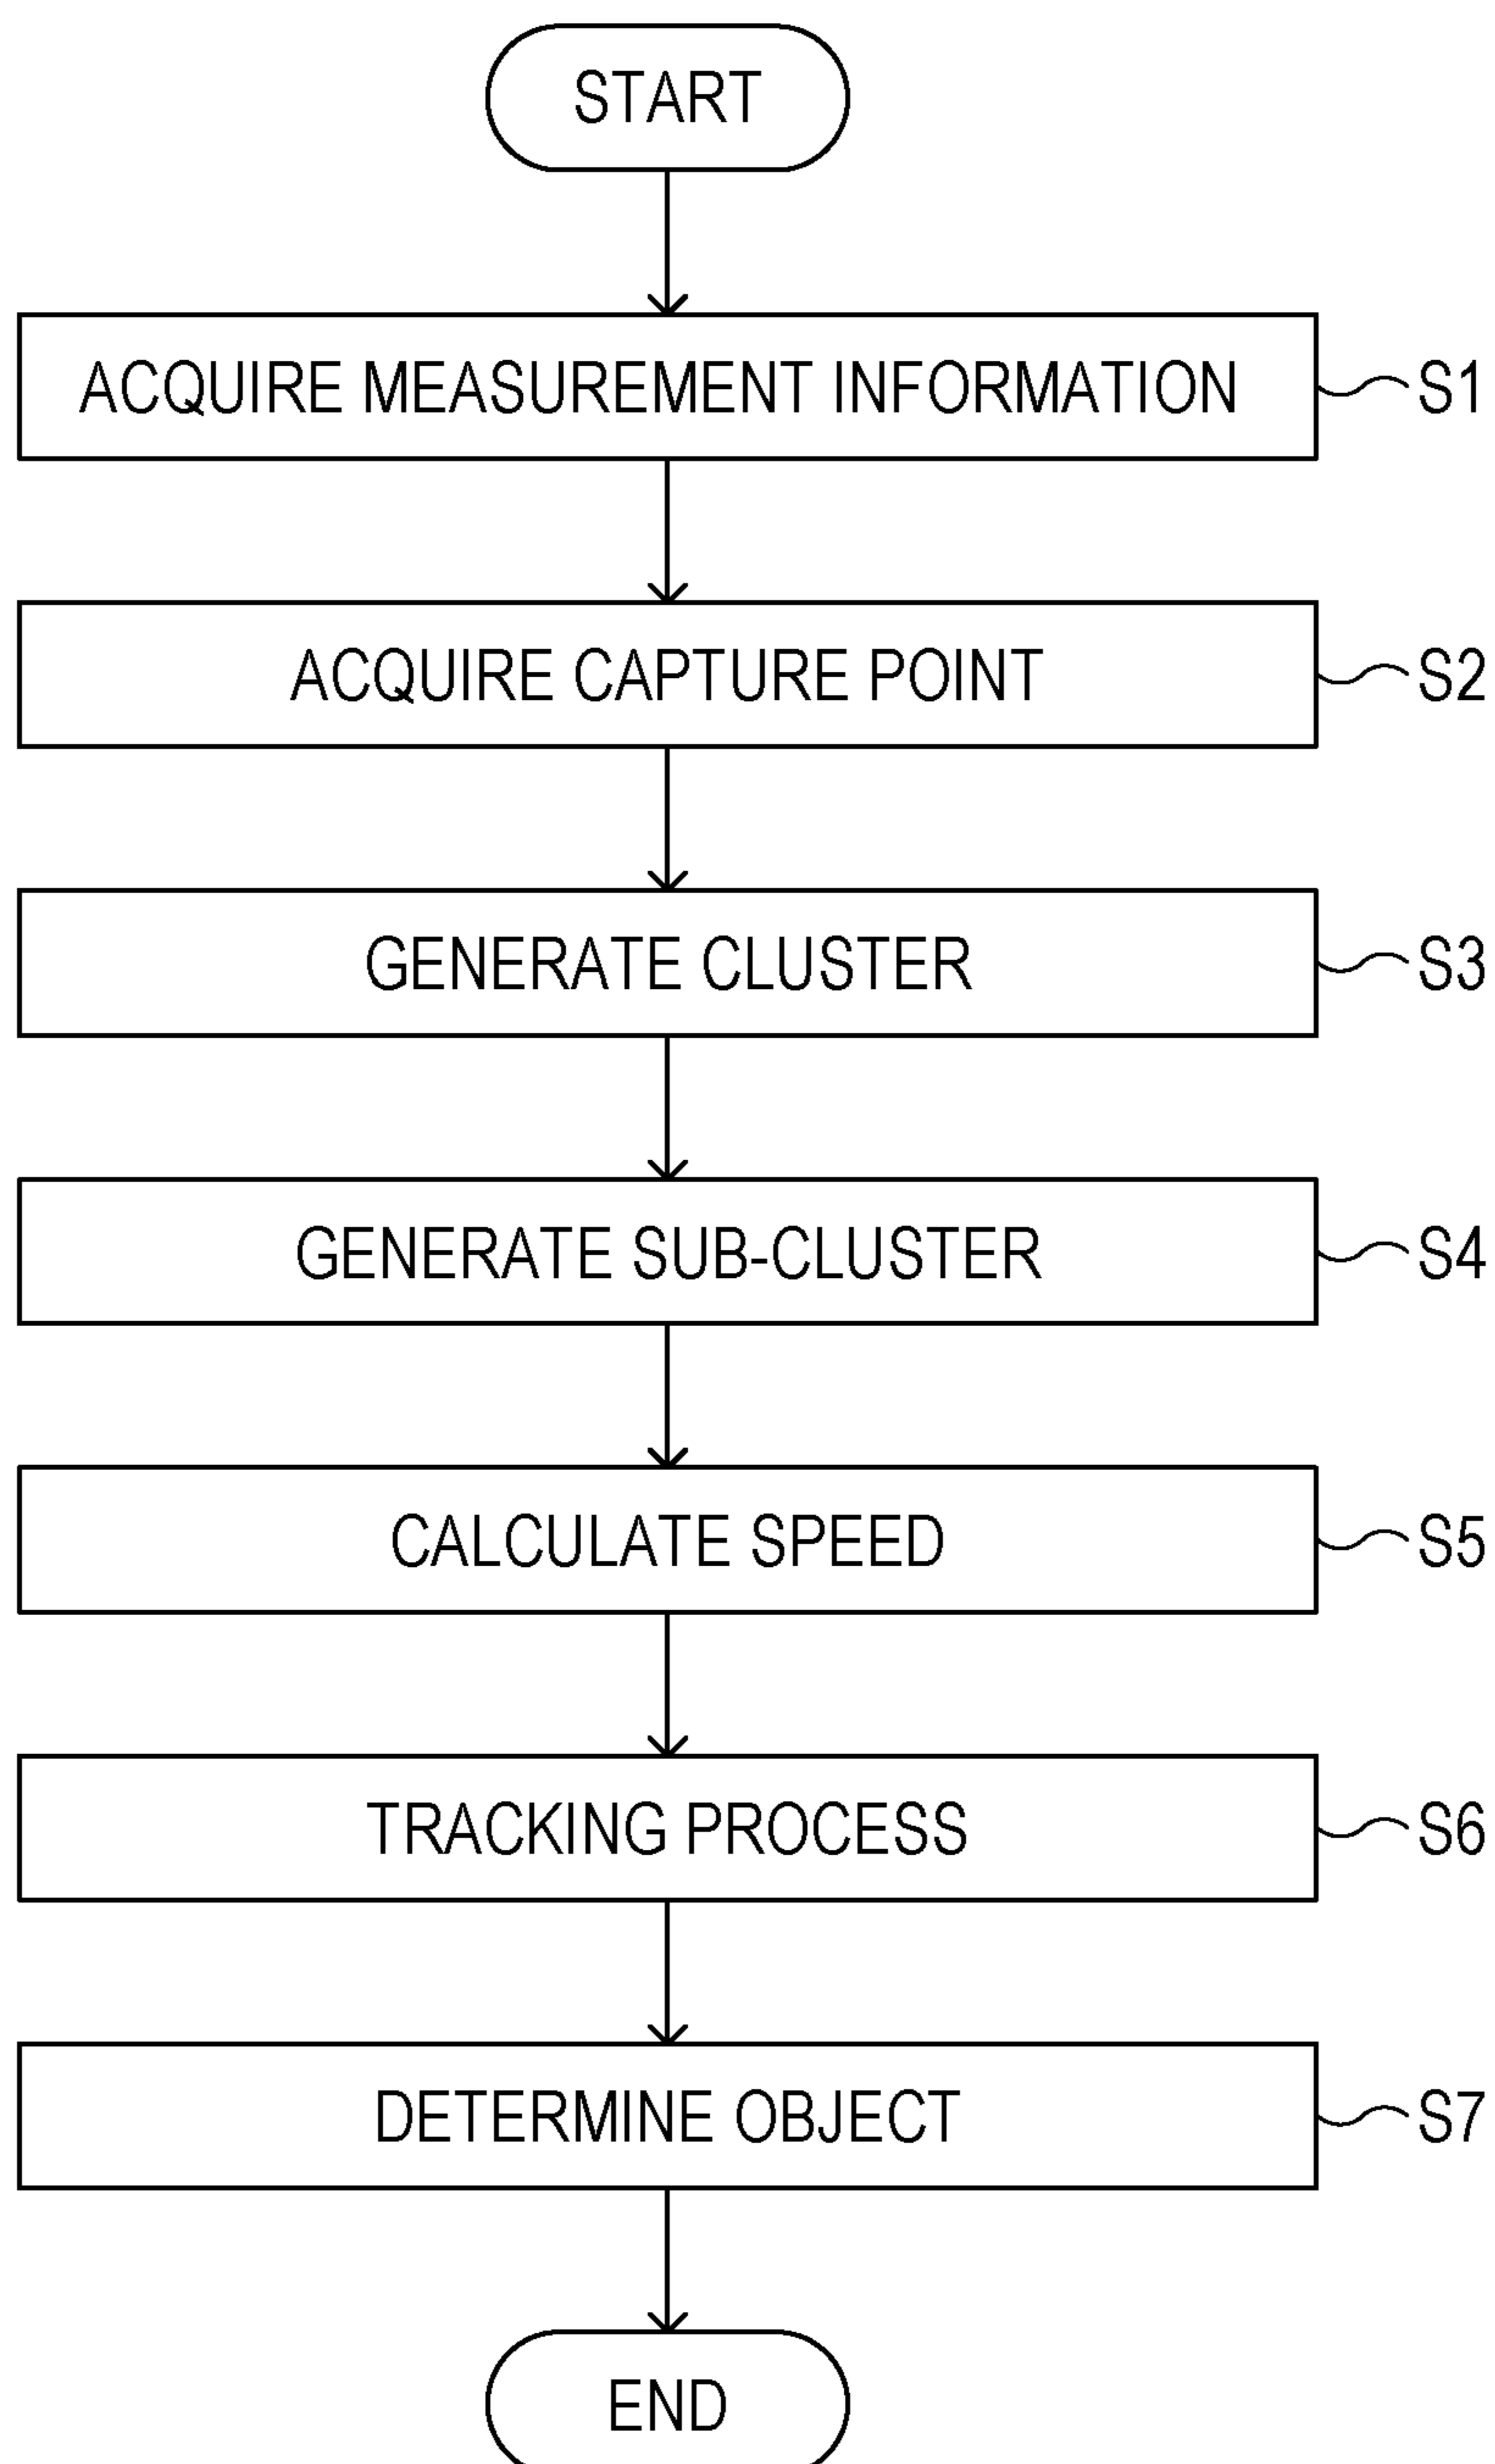 START
ACQUIRE MEASUREMENT INFORMATION S1
ACQUIRE CAPTURE POINT S2
GENERATE CLUSTER S3
GENERATE SUB-CLUSTER S4
CALCULATE SPEED S5
TRACKING PROCESS S6
DETERMINE OBJECT S7
END